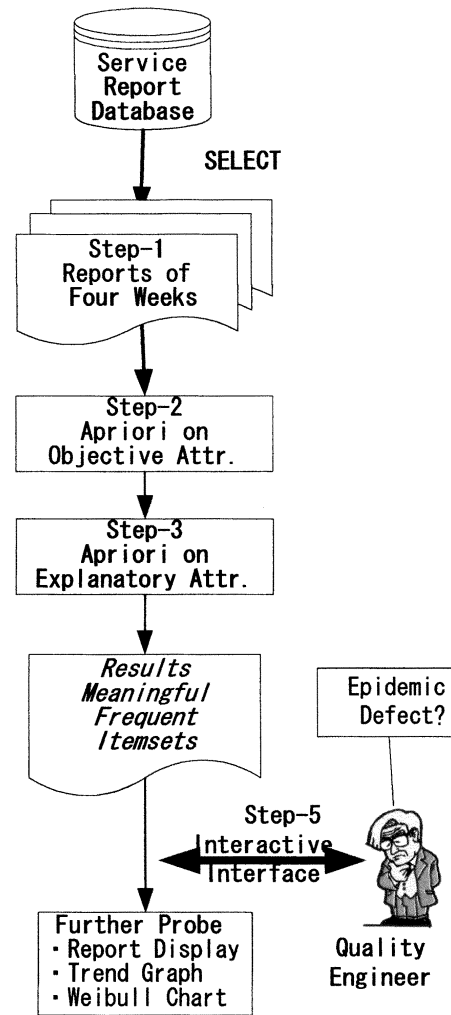 Service
Report
Database
SELECT
Step-1
Reports of
Four Weeks
Step-2
Apriori on
Objective Attr.
Step-3
Apriori on
Explanatory Attr.
Results
Meaningful
Frequent
Itemsets
Epidemic
Defect?
Step-5
Interactive
Interface
Further Probe
・Report Display
・Trend Graph
・Weibull Chart
Quality
Engineer